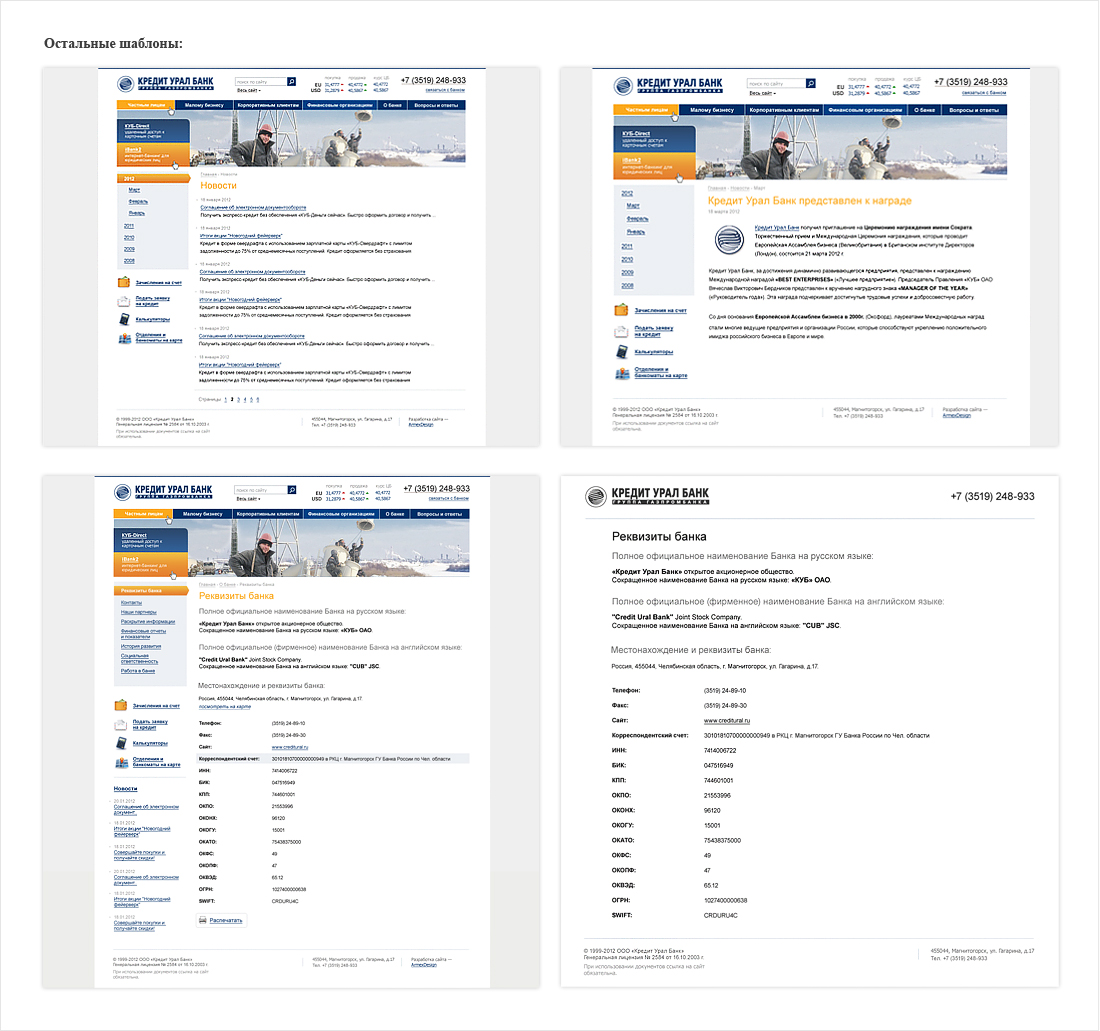 Остальные шаблоны:
КРЕДИТ УРАЛ БАНК
ГРУППА ГАЗПРОМБАНКА
поиск по сайту
Весь сайт
покупка продажа курс ЦБ
EU 31,4777 40,4772 40,4772
USD 31,2879 40,5867 40,5867
+7 (3519) 248-933
связаться с банком
Частным лицам Малому бизнесу Корпоративным клиентам Финансовым организациям О банке Вопросы и ответы
КУБ-Direct
удаленный доступ к
карточным счетам
iBank2
интернет-банкинг для
юридических лиц
2012
Март
Февраль
Январь
2011
2010
2009
2008
Зачисления на счет
Подать заявку
на кредит
Калькуляторы
Отделения и
банкоматы на карте
Главная - Новости
Новости
Соглашение об электронном документообороте
Получить экспресс-кредит без обеспечения «КУБ-Деньги сейчас». Быстро оформить договор и получить ...
Итоги акции "Новогодний фейерверк"
Кредит в форме овердрафта с использованием зарплатной карты «КУБ-Овердрафт» с лимитом
задолженности до 75% от среднемесячных поступлений. Кредит оформляется без страхования
Соглашение об электронном документообороте
Получить экспресс-кредит без обеспечения «КУБ-Деньги сейчас». Быстро оформить договор и получить ...
Итоги акции "Новогодний фейерверк"
Кредит в форме овердрафта с использованием зарплатной карты «КУБ-Овердрафт» с лимитом
задолженности до 75% от среднемесячных поступлений. Кредит оформляется без страхования
Соглашение об электронном документообороте
Получить экспресс-кредит без обеспечения «КУБ-Деньги сейчас». Быстро оформить договор и получить ...
Итоги акции "Новогодний фейерверк"
Кредит в форме овердрафта с использованием зарплатной карты «КУБ-Овердрафт» с лимитом
задолженности до 75% от среднемесячных поступлений. Кредит оформляется без страхования
Страницы 1 2 3 4 5 6
© 1999-2012 ООО «Кредит Урал Банк»
Генеральная лицензия № 2584 от 16.10.2003 г.
При использовании документов ссылка на сайт
обязательна.
455044, Магнитогорск, ул. Гагарина, д.17
Тел. +7 (3519) 248-933
Разработка сайта —
ArmexDesign
КРЕДИТ УРАЛ БАНК
ГРУППА ГАЗПРОМБАНКА
поиск по сайту
Весь сайт
покупка продажа курс ЦБ
EU 31,4777 40,4772 40,4772
USD 31,2879 40,5867 40,5867
+7 (3519) 248-933
связаться с банком
Частным лицам Малому бизнесу Корпоративным клиентам Финансовым организациям О банке Вопросы и ответы
КУБ-Direct
удаленный доступ к
карточным счетам
iBank2
интернет-банкинг для
юридических лиц
2012
Март
Февраль
Январь
2011
2010
2009
2008
Зачисления на счет
Подать заявку
на кредит
Калькуляторы
Отделения и
банкоматы на карте
Главная - Новости - Март
Кредит Урал Банк представлен к награде
16 марта 2012
Кредит Урал Банк получил приглашение на Церемонию награждения имени Сократа.
Торжественный прием и Международная Церемония награждения, которые проводит
Европейская Ассамблея бизнеса (Великобритания) в Британском институте Директоров
(Лондон), состоится 21 марта 2012 г.
Кредит Урал Банк, за достижения динамично развивающегося предприятия, представлен к награждению
Международной наградой «BEST ENTERPRISES» («Лучшее предприятие»). Председатель Правления «КУБ» ОАО
Вячеслав Викторович Бердников представлен к вручению нагрудного знака «MANAGER OF THE YEAR»
(«Руководитель года»). Эта награда подчеркивает достигнутые трудовые успехи и добросовестную работу.
Со дня основания Европейской Ассамблеи бизнеса в 2000г. (Оксфорд), лауреатами Международных наград
стали многие ведущие предприятия и организации России, которые способствуют укреплению положительного
имиджа российского бизнеса в Европе и мире
© 1999-2012 ООО «Кредит Урал Банк»
Генеральная лицензия № 2584 от 16.10.2003 г.
При использовании документов ссылка на сайт
обязательна.
455044, Магнитогорск, ул. Гагарина, д.17
Тел. +7 (3519) 248-933
Разработка сайта —
ArmexDesign
КРЕДИТ УРАЛ БАНК
ГРУППА ГАЗПРОМБАНКА
поиск по сайту
Весь сайт
покупка продажа курс ЦБ
EU 31,4777 40,4772 40,4772
USD 31,2879 40,5867 40,5867
+7 (3519) 248-933
связаться с банком
Частным лицам Малому бизнесу Корпоративным клиентам Финансовым организациям О банке Вопросы и ответы
КУБ-Direct
удаленный доступ к
карточным счетам
iBank2
интернет-банкинг для
юридических лиц
Реквизиты банка
Контакты
Наши партнеры
Раскрытие информации
Финансовые отчеты
и показатели
История развития
Социальная
ответственность
Работа в банке
Зачисления на счет
Подать заявку
на кредит
Калькуляторы
Отделения и
банкоматы на карте
Новости
20.01.2012
Соглашение об электронном
документ..
18.01.2012
Итоги акции "Новогодний
фейерверк"
16.01.2012
Совершайте покупки и
получайте скидки!
20.01.2012
Соглашение об электронном
документ..
18.01.2012
Итоги акции "Новогодний
фейерверк"
16.01.2012
Совершайте покупки и
получайте скидки!
Главная - О банке - Реквизиты банка
Реквизиты банка
Полное официальное наименование Банка на русском языке:
«Кредит Урал Банк» открытое акционерное общество.
Сокращенное наименование Банка на русском языке: «КУБ» ОАО.
Полное официальное (фирменное) наименование Банка на английском языке:
"Credit Ural Bank" Joint Stock Company.
Сокращенное наименование Банка на английском языке: "CUB" JSC.
Местонахождение и реквизиты банка:
Россия, 455044, Челябинская область, г. Магнитогорск, ул. Гагарина, д.17.
посмотреть на карте
Телефон: (3519) 24-89-10
Факс: (3519) 24-89-30
Сайт: www.creditural.ru
Корреспондентский счет: 30101810700000000949 в РКЦ г. Магнитогорск ГУ Банка России по Чел. области
ИНН: 7414006722
БИК: 047516949
КПП: 744601001
ОКПО: 21553996
ОКОНХ: 96120
ОКОГУ: 15001
ОКАТО: 75438375000
ОКФС: 49
ОКОПФ: 47
ОКВЭД: 65.12
ОГРН: 1027400000638
SWIFT: CRDURU4C
Распечатать
© 1999-2012 ООО «Кредит Урал Банк»
Генеральная лицензия № 2584 от 16.10.2003 г.
При использовании документов ссылка на сайт
обязательна.
455044, Магнитогорск, ул. Гагарина, д.17
Тел. +7 (3519) 248-933
Разработка сайта —
ArmexDesign
КРЕДИТ УРАЛ БАНК
ГРУППА ГАЗПРОМБАНКА
+7 (3519) 248-933
Реквизиты банка
Полное официальное наименование Банка на русском языке:
«Кредит Урал Банк» открытое акционерное общество.
Сокращенное наименование Банка на русском языке: «КУБ» ОАО.
Полное официальное (фирменное) наименование Банка на английском языке:
"Credit Ural Bank" Joint Stock Company.
Сокращенное наименование Банка на английском языке: "CUB" JSC.
Местонахождение и реквизиты банка:
Россия, 455044, Челябинская область, г. Магнитогорск, ул. Гагарина, д.17.
Телефон: (3519) 24-89-10
Факс: (3519) 24-89-30
Сайт: www.creditural.ru
Корреспондентский счет: 30101810700000000949 в РКЦ г. Магнитогорск ГУ Банка России по Чел. области
ИНН: 7414006722
БИК: 047516949
КПП: 744601001
ОКПО: 21553996
ОКОНХ: 96120
ОКОГУ: 15001
ОКАТО: 75438375000
ОКФС: 49
ОКОПФ: 47
ОКВЭД: 65.12
ОГРН: 1027400000638
SWIFT: CRDURU4C
© 1999-2012 ООО «Кредит Урал Банк»
Генеральная лицензия № 2584 от 16.10.2003 г.
При использовании документов ссылка на сайт
обязательна.
455044, Магнитогорск, ул. Гагарина, д.17
Тел. +7 (3519) 248-933